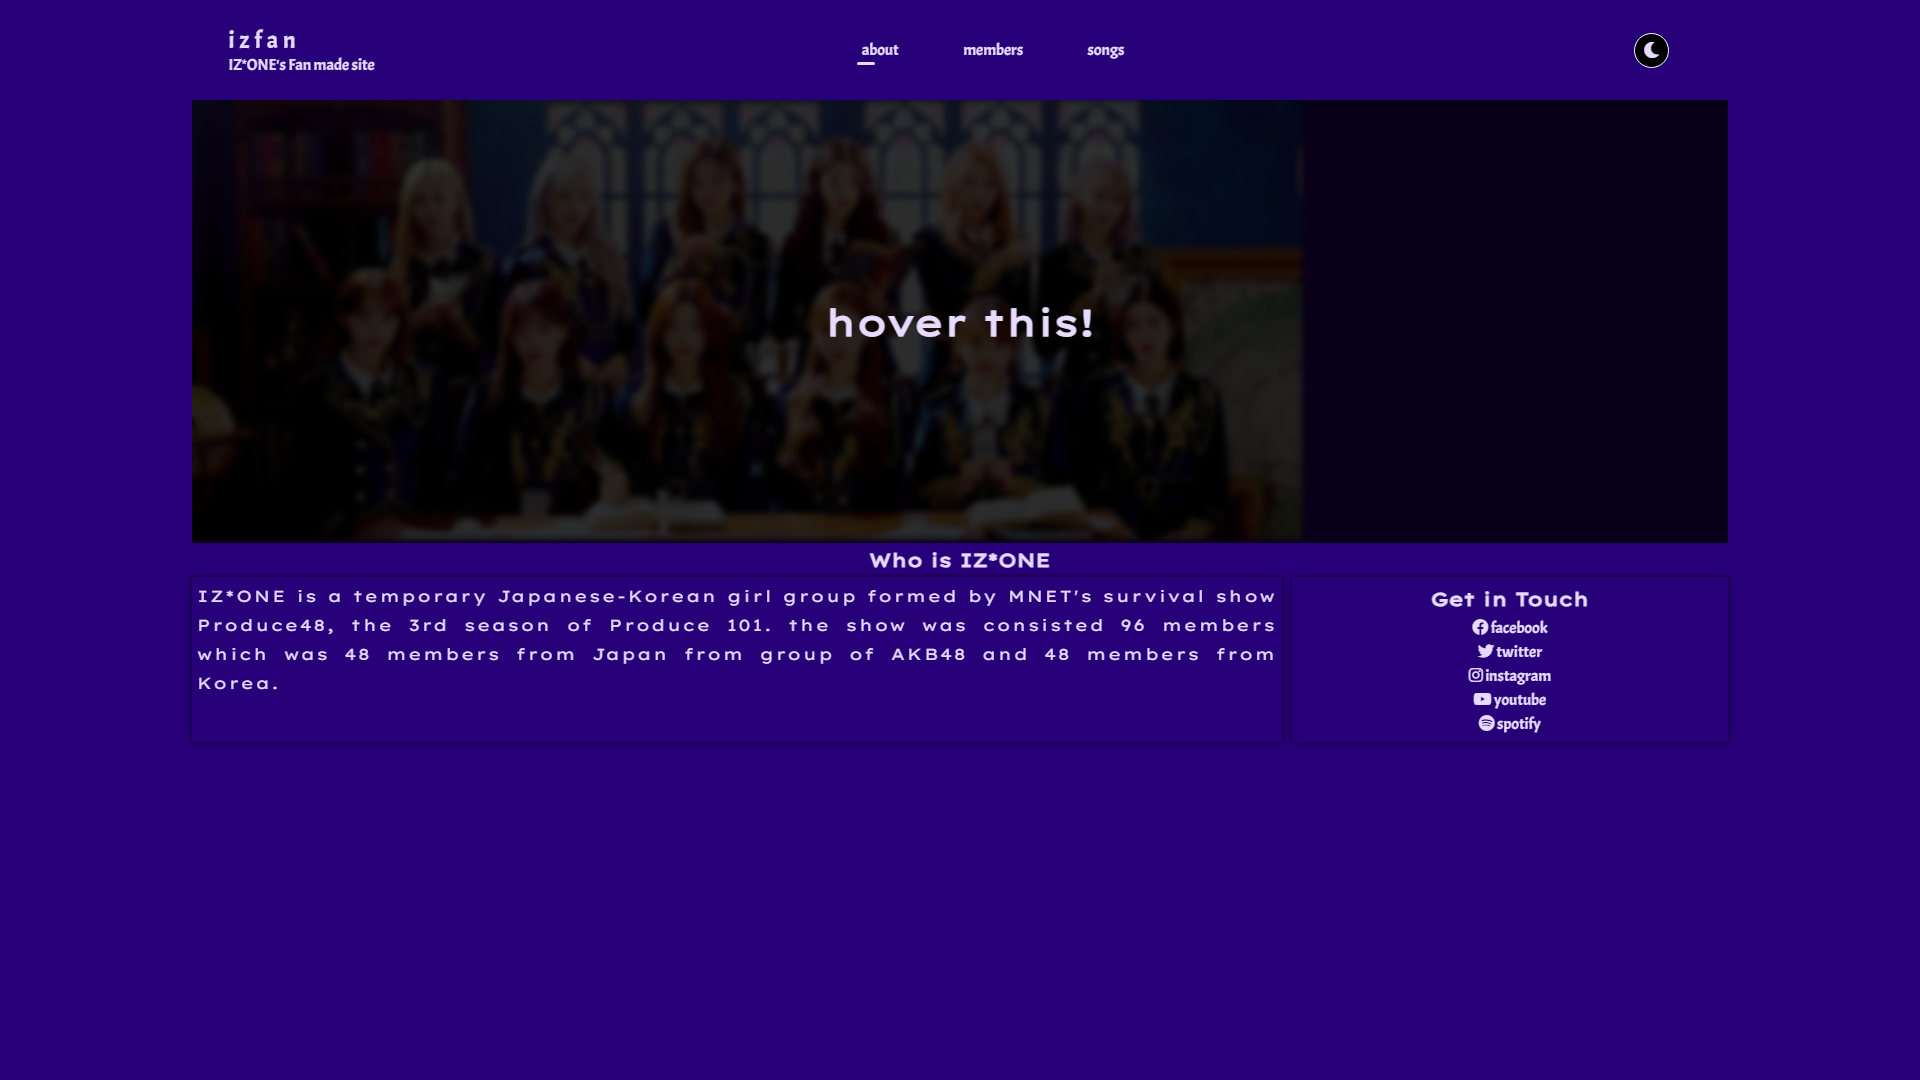 izfan
IZ*ONE's Fan made site
about
members
songs
hover this!
Who is IZ*ONE
IZ*ONE is a temporary Japanese-Korean girl group formed by MNET's survival show
Produce48, the 3rd season of Produce 101. the show was consisted 96 members
which was 48 members from Japan from group of AKB48 and 48 members from
Korea.
Get in Touch
facebook
twitter
instagram
youtube
spotify